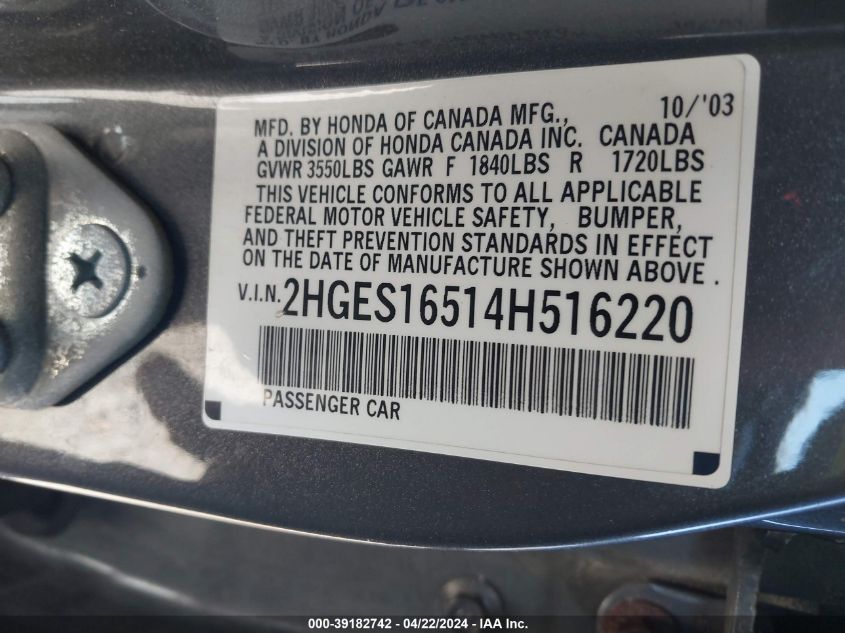 MFD. BY HONDA OF CANADA MFG., 10/'03
A DIVISION OF HONDA CANADA INC. CANADA
GVWR 3550LBS GAWR F 1840LBS R 1720LBS
THIS VEHICLE CONFORMS TO ALL APPLICABLE
FEDERAL MOTOR VEHICLE SAFETY, BUMPER,
AND THEFT PREVENTION STANDARDS IN EFFECT
ON THE DATE OF MANUFACTURE SHOWN ABOVE.
V.I.N. 2HGES16514H516220
PASSENGER CAR
000-39182742 - 04/22/2024 - IAA Inc.